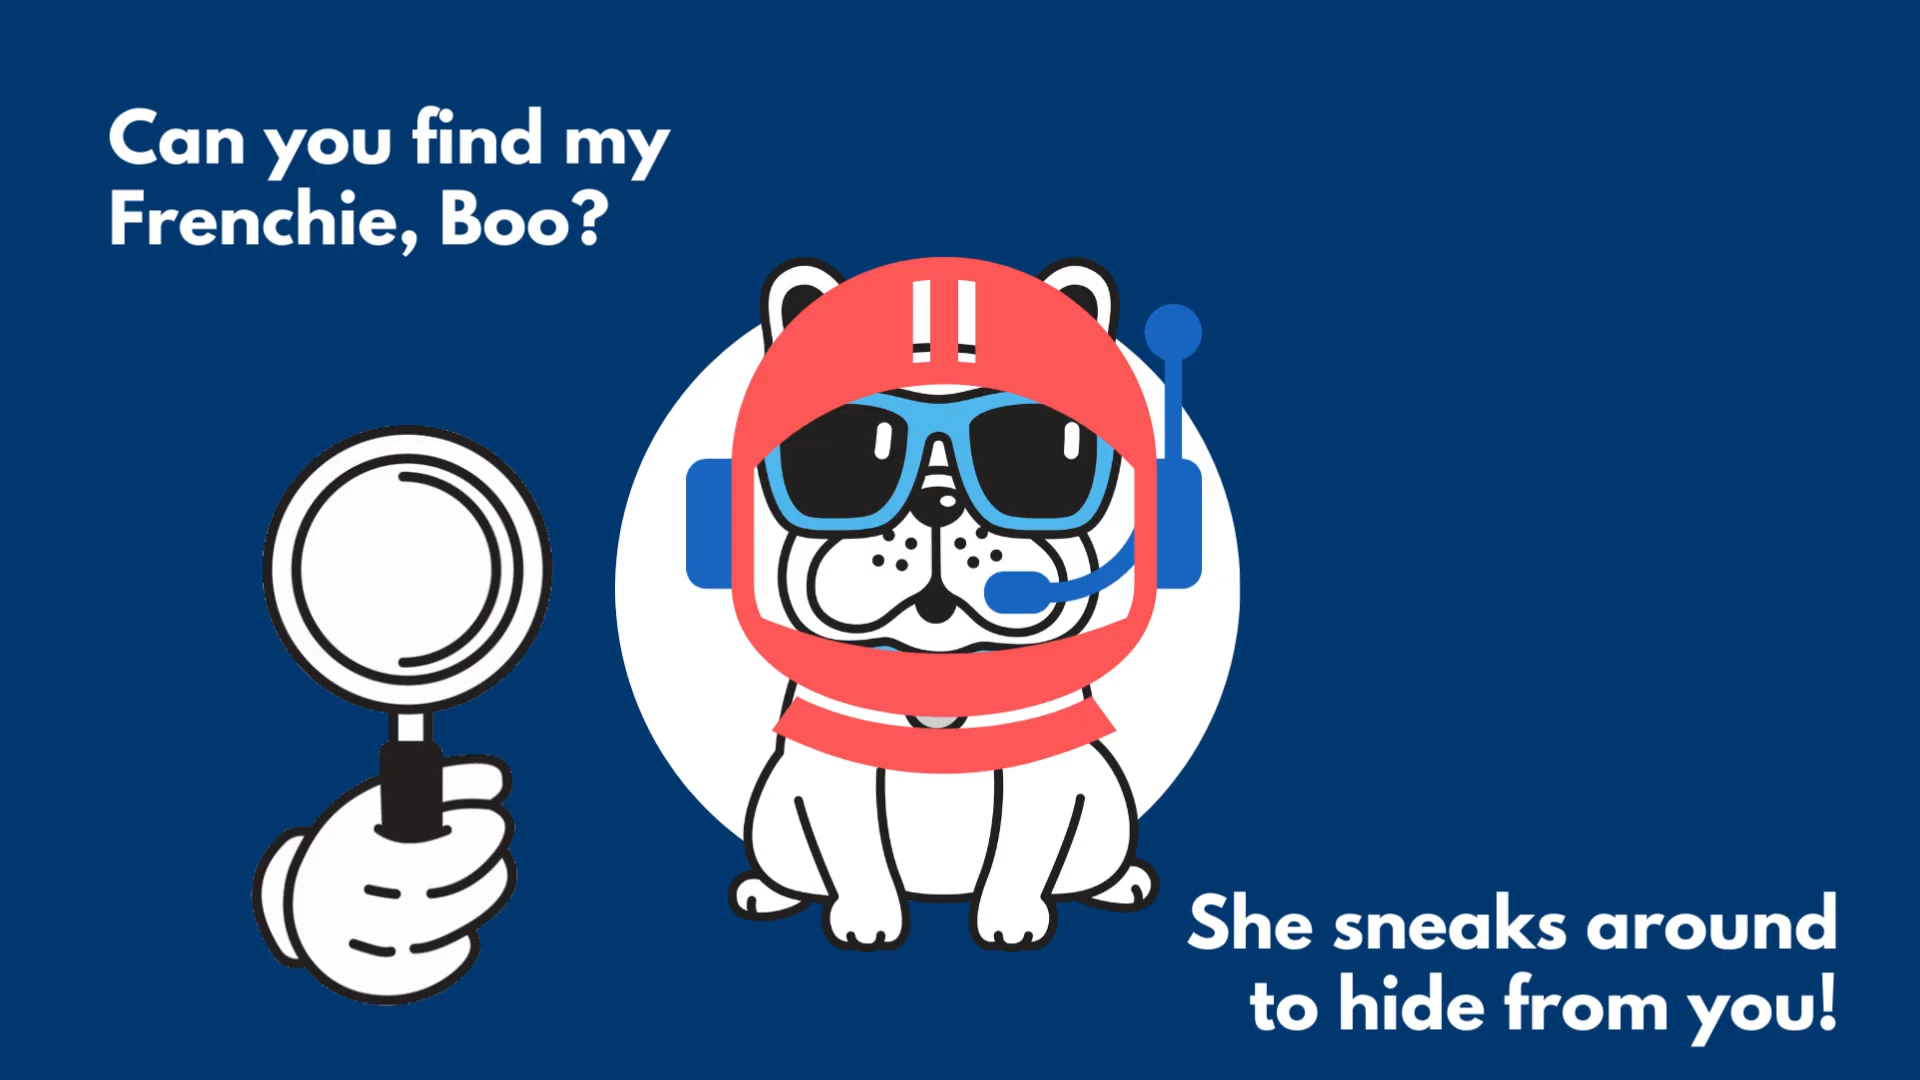 Can you find my
Frenchie, Boo?
She sneaks around
to hide from you!